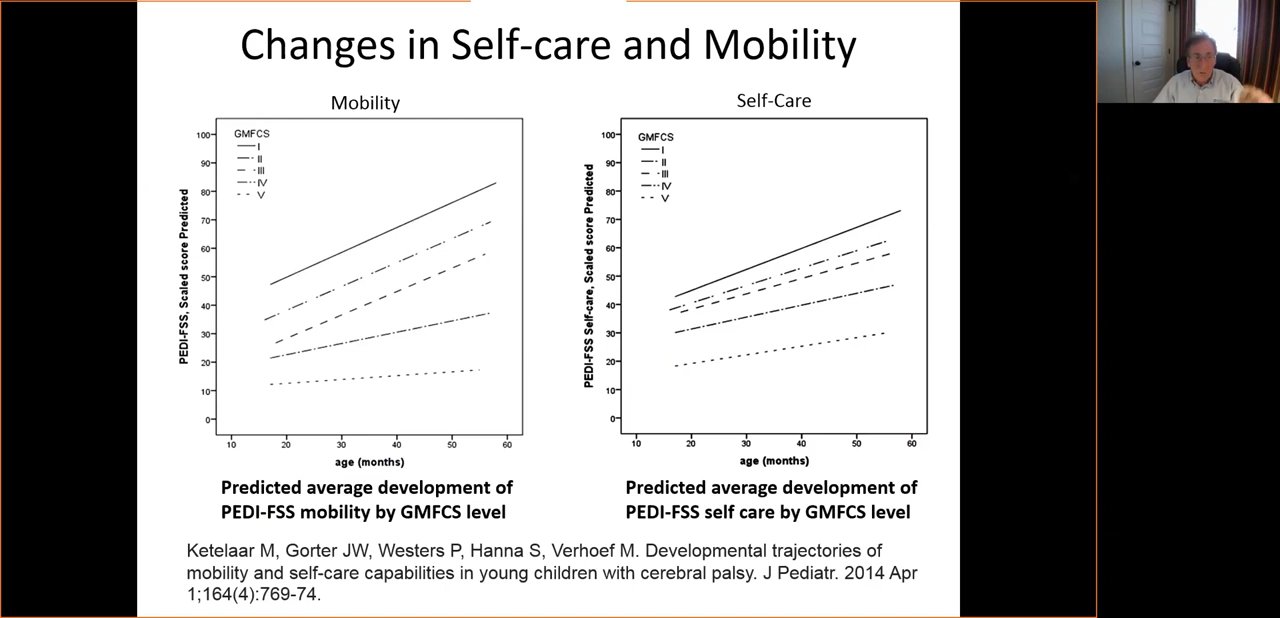 Changes in Self-care and Mobility
Mobility
GMFCS
I
II
III
IV
V
100
90
80
70
60
50
40
30
20
10
0
10 20 30 40 50 60
PEDI-FSS, Scaled score Predicted
age (months)
Predicted average development of
PEDI-FSS mobility by GMFCS level
Self-Care
GMFCS
I
II
III
IV
V
100
90
80
70
60
50
40
30
20
10
0
10 20 30 40 50 60
PEDI-FSS Self-care, Scaled score Predicted
age (months)
Predicted average development of
PEDI-FSS self care by GMFCS level
Ketelaar M, Gorter JW, Westers P, Hanna S, Verhoef M. Developmental trajectories of
mobility and self-care capabilities in young children with cerebral palsy. J Pediatr. 2014 Apr
1;164(4):769-74.